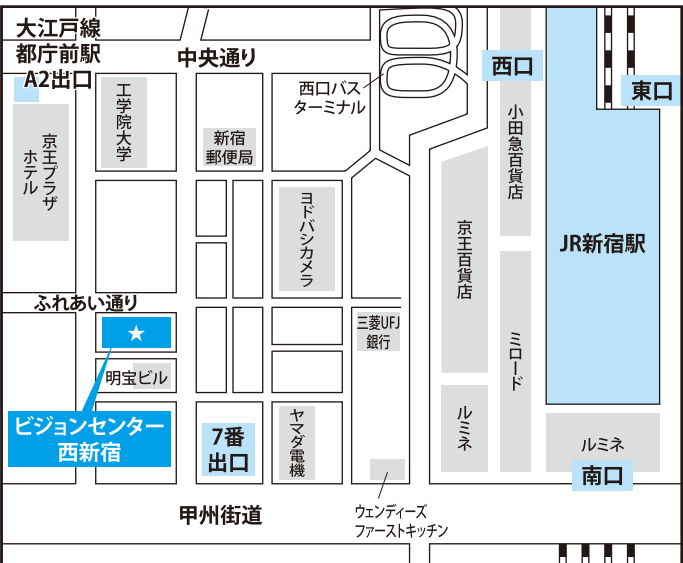 大江戸線
都庁前駅
A2出口
中央通り
西口バス
ターミナル
西口
東口
工学院大学
新宿
郵便局
小田急百貨店
京王プラザ
ホテル
ヨドバシカメラ
京王百貨店
JR新宿駅
ふれあい通り
★
三菱UFJ
銀行
ミロード
明宝ビル
ビジョンセンター
西新宿
7番
出口
ヤマダ電機
ルミネ
ルミネ
南口
甲州街道
ウェンディーズ
ファーストキッチン